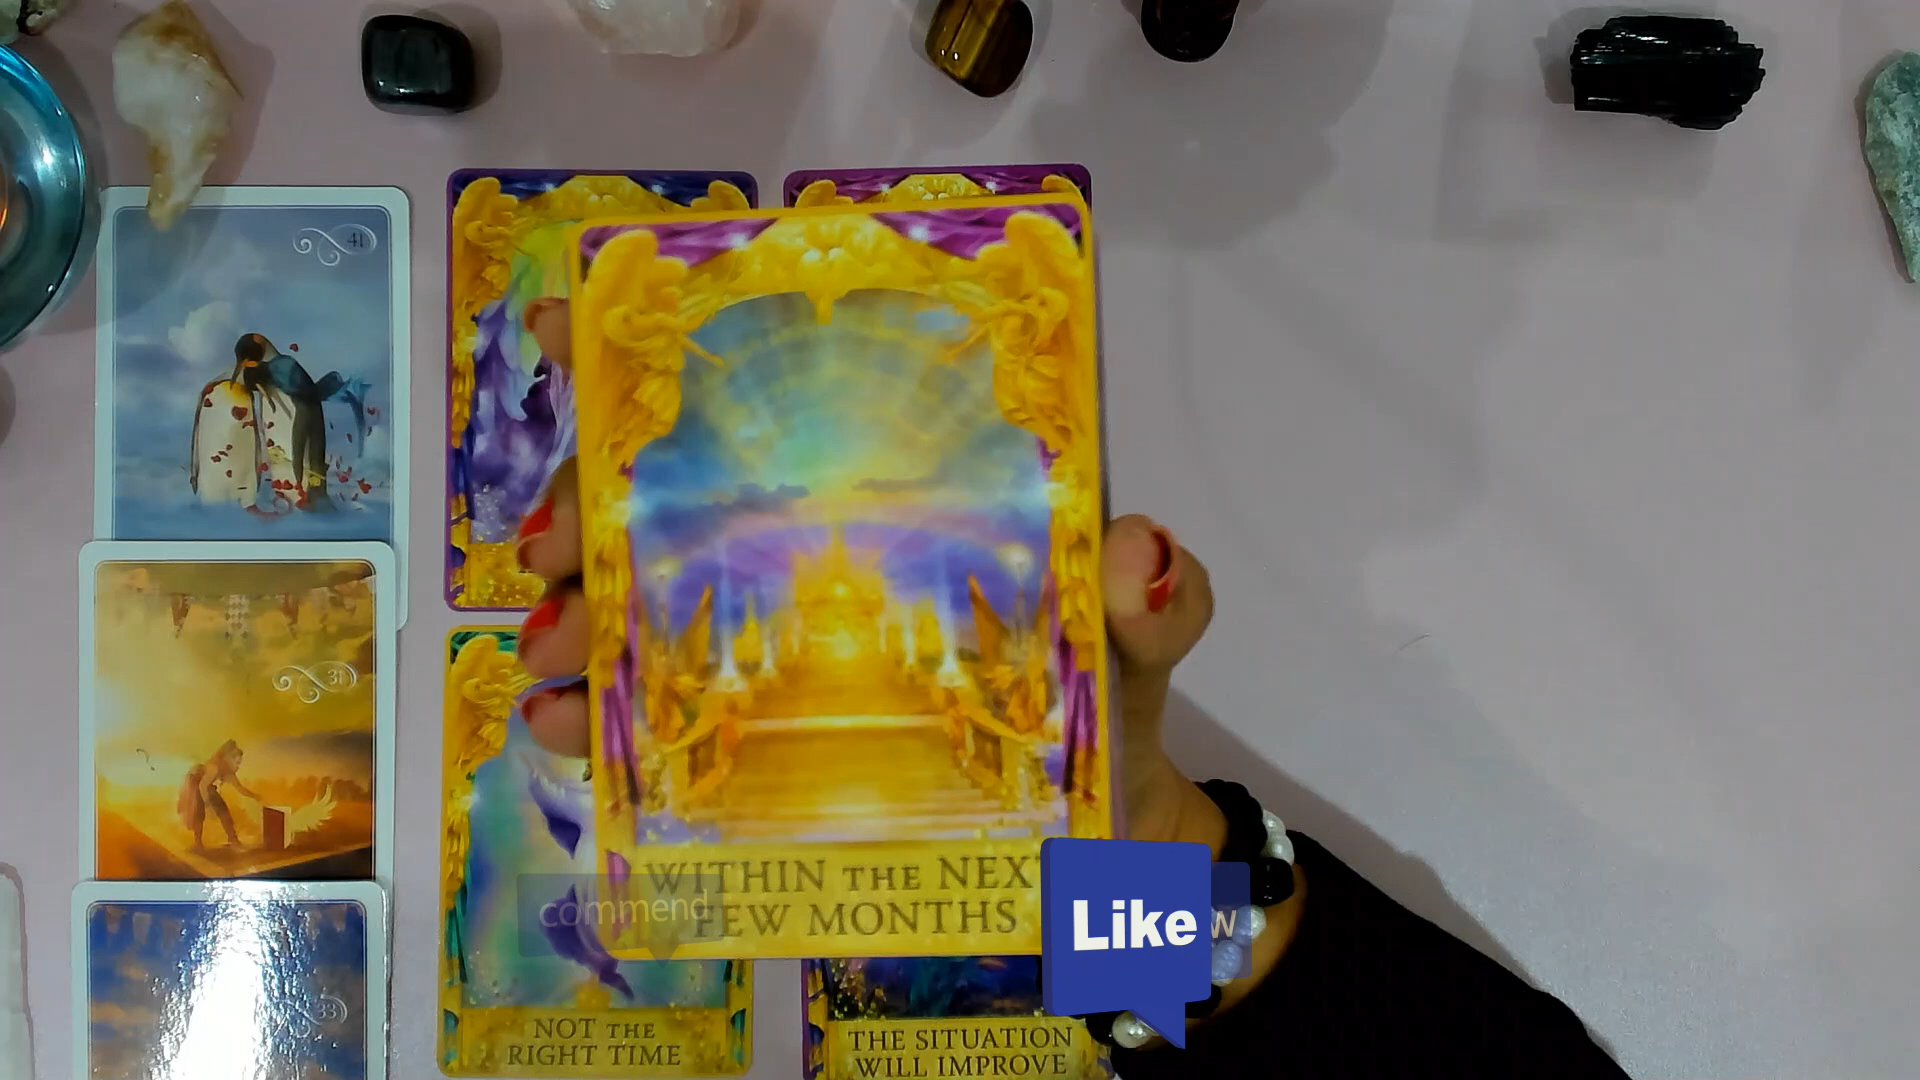 41
31
33
WITHIN THE NEXT
FEW MONTHS
commend
Like
W
NOT THE
RIGHT TIME
THE SITUATION
WILL IMPROVE